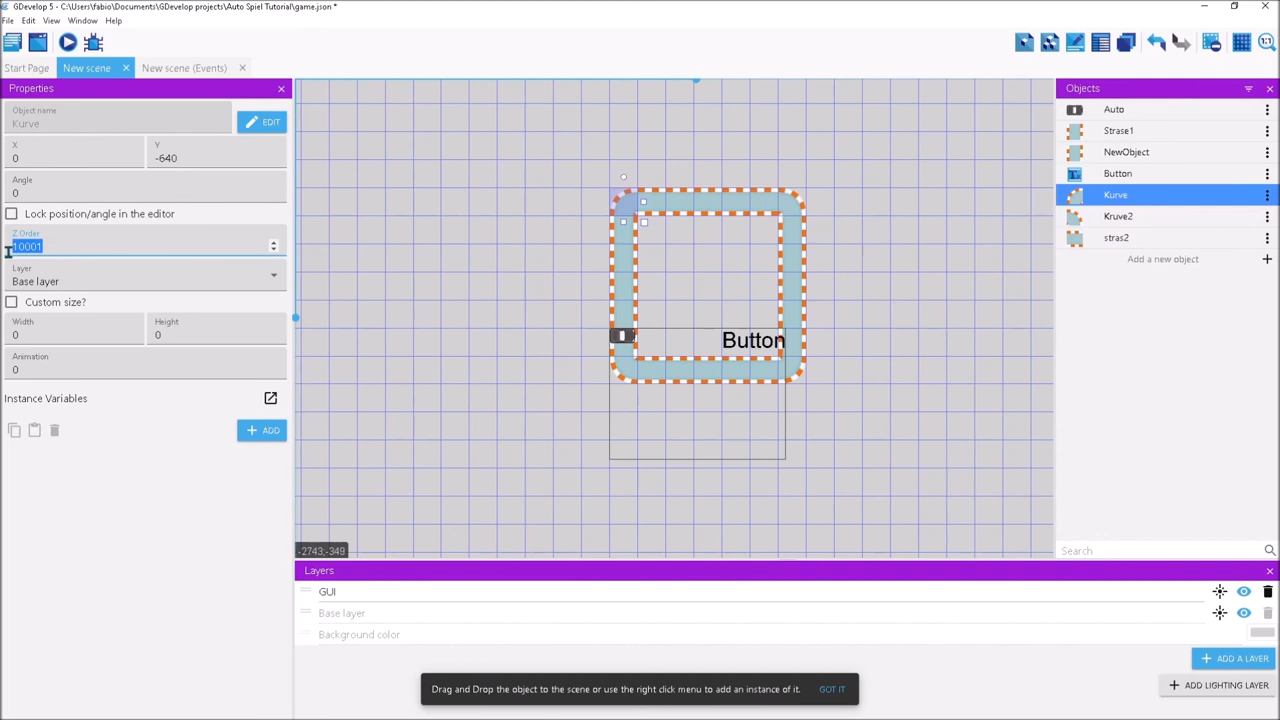 GDevelop 5 - C:\Users\fabio\Documents\GDevelop projects\Auto Spiel Tutorial\game.json *
File Edit View Window Help
Start Page New scene New scene (Events)
Properties
Object name
Kurve
EDIT
X
0
Y
-640
Angle
0
Lock position/angle in the editor
Z Order
10001
Layer
Base layer
Custom size?
Width
0
Height
0
Animation
0
Instance Variables
ADD
Button
-2743;-349
Objects
Auto
Strase1
NewObject
Button
Kurve
Kruve2
stras2
Add a new object
Search
Layers
GUI
Base layer
Background color
ADD A LAYER
ADD LIGHTING LAYER
Drag and Drop the object to the scene or use the right click menu to add an instance of it. GOT IT
1:1